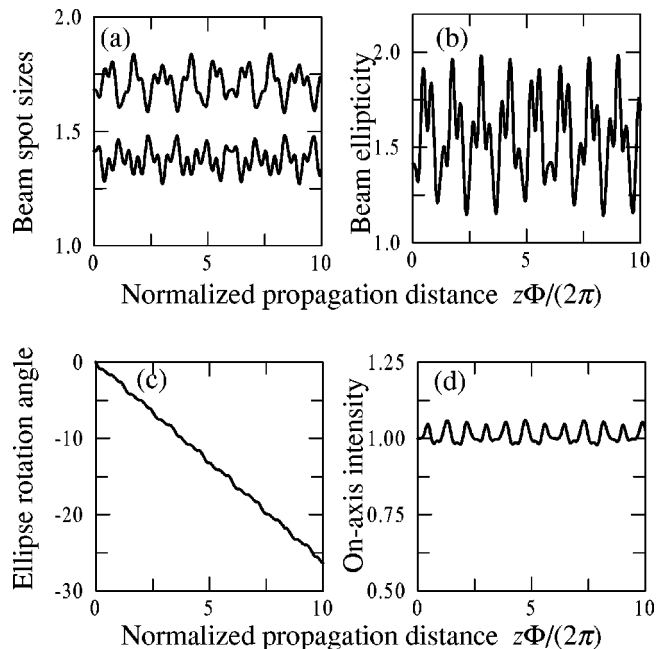 2.0
(a)
1.5
1.0
Beam spot sizes
0
5
10
(b)
2.0
1.5
1.0
Beam ellipticity
0
5
10
Normalized propagation distance zΦ/(2π)
0
(c)
-10
-20
-30
Ellipse rotation angle
0
5
10
1.25
(d)
1.00
0.75
0.50
On-axis intensity
0
5
10
Normalized propagation distance zΦ/(2π)